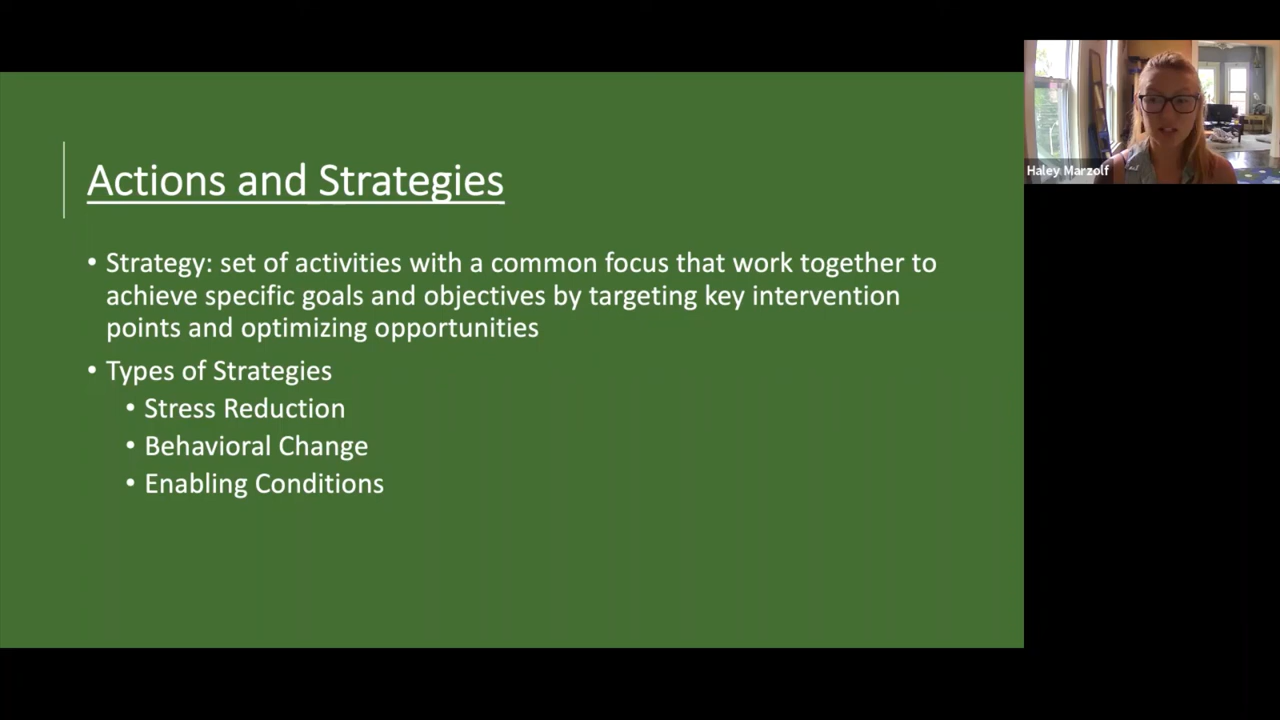 Actions and Strategies
• Strategy: set of activities with a common focus that work together to
achieve specific goals and objectives by targeting key intervention
points and optimizing opportunities
• Types of Strategies
• Stress Reduction
• Behavioral Change
• Enabling Conditions
Haley Marzolf